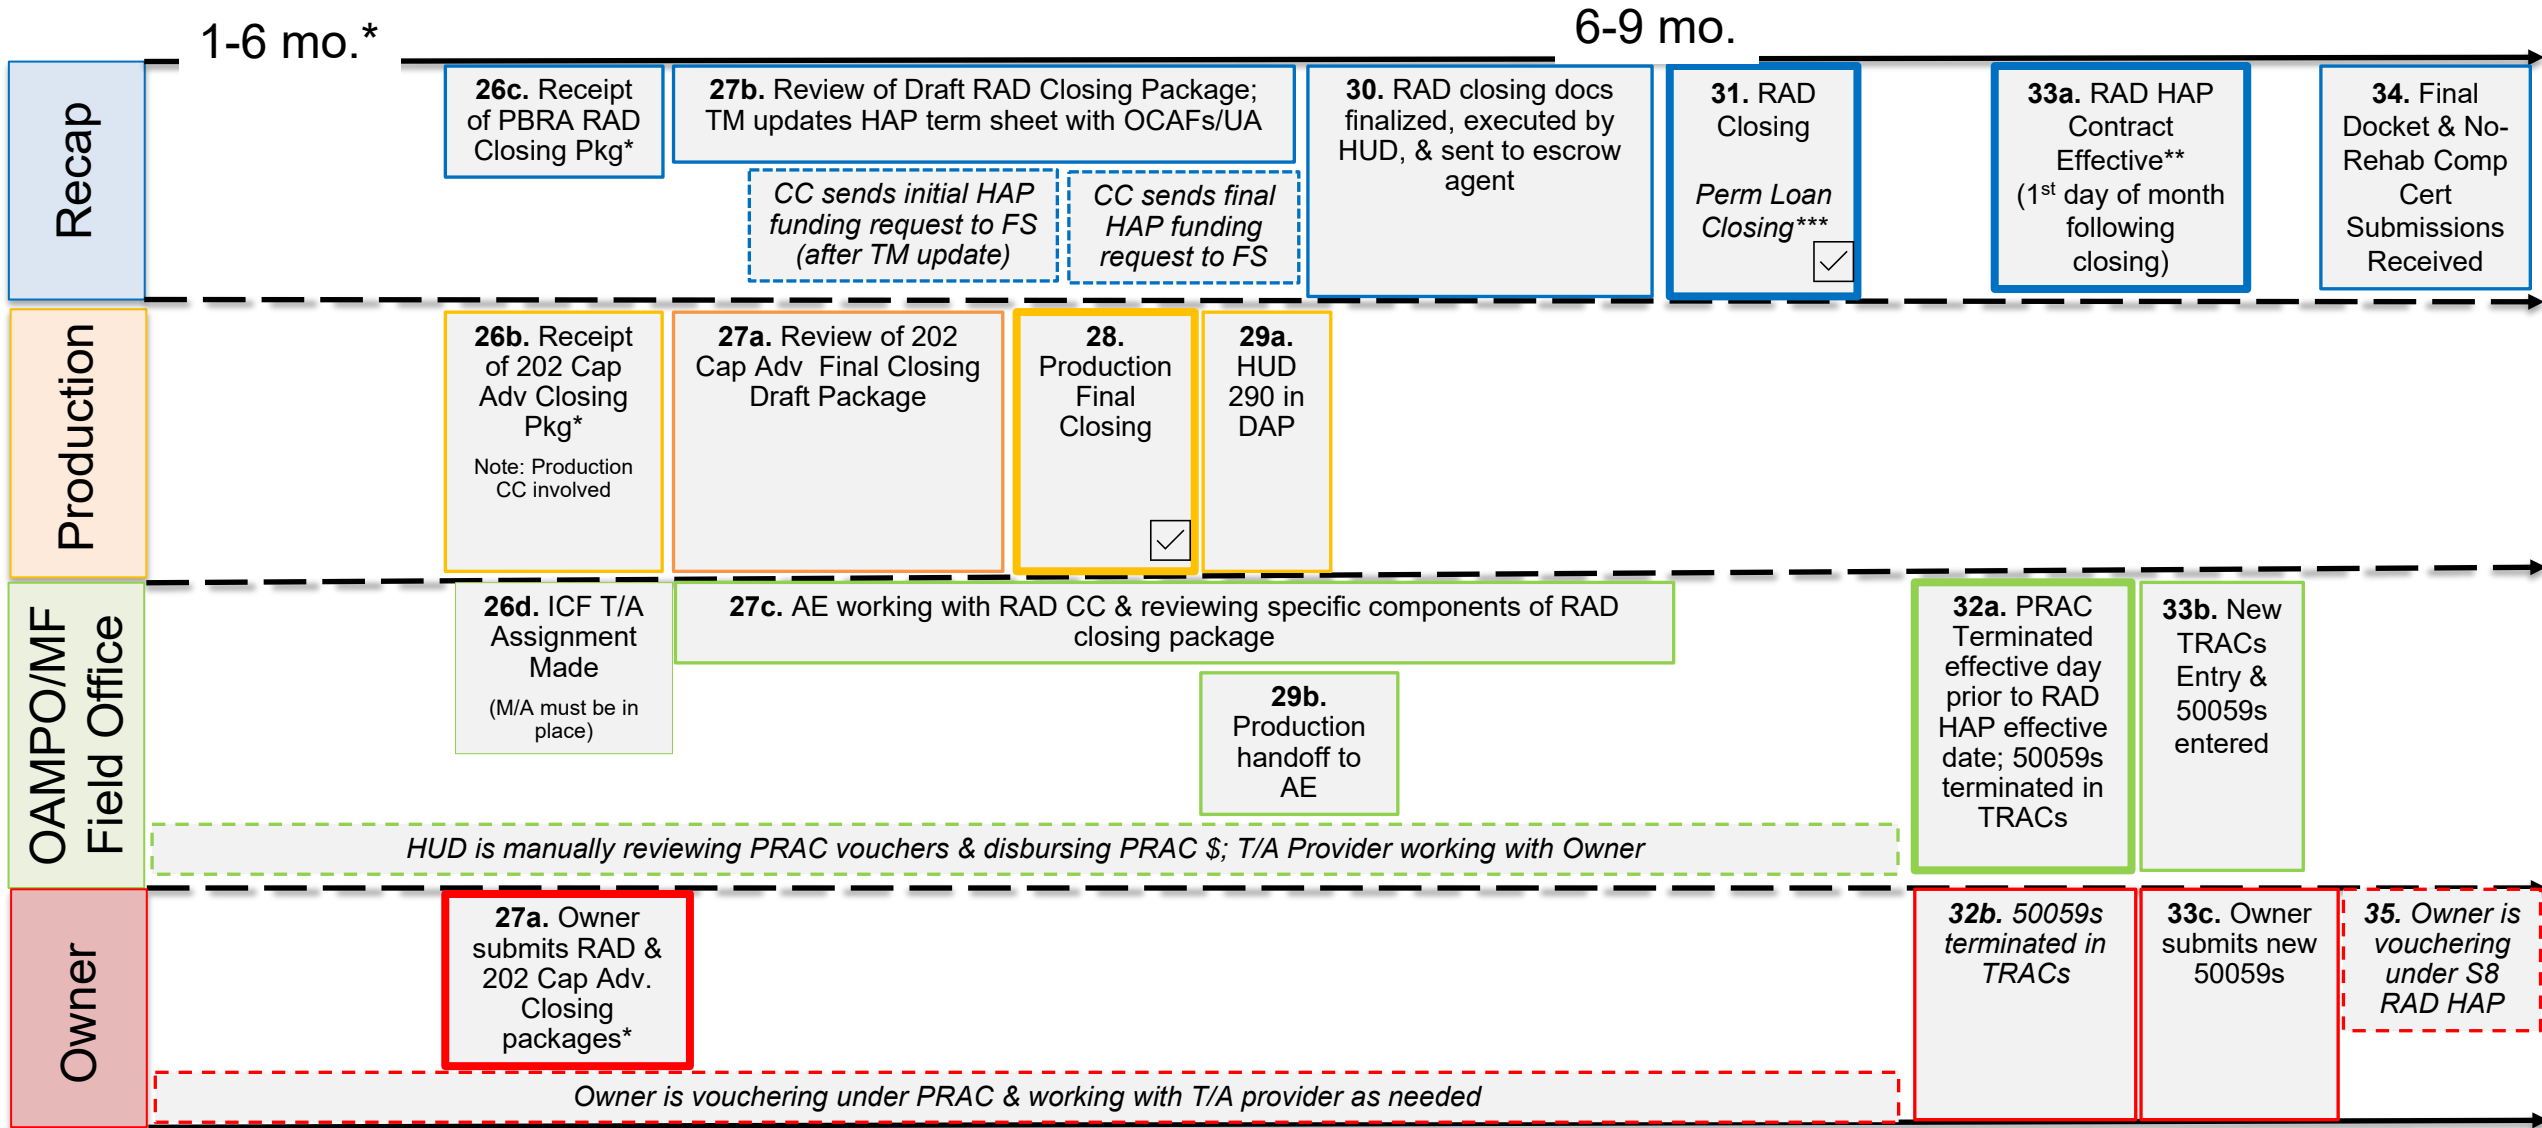 1-6 mo.*
6-9 mo.
Recap
26c. Receipt
of PBRA RAD
Closing Pkg*
27b. Review of Draft RAD Closing Package;
TM updates HAP term sheet with OCAFs/UA
CC sends initial HAP
funding request to FS
(after TM update)
CC sends final
HAP funding
request to FS
30. RAD closing docs
finalized, executed by
HUD, & sent to escrow
agent
31. RAD
Closing
Perm Loan
Closing***
33a. RAD HAP
Contract
Effective**
(1st day of month
following
closing)
34. Final
Docket & No-
Rehab Comp
Cert
Submissions
Received
Production
26b. Receipt
of 202 Cap
Adv Closing
Pkg*
Note: Production
CC involved
27a. Review of 202
Cap Adv  Final Closing
Draft Package
28.
Production
Final
Closing
29a.
HUD
290 in
DAP
OAMPO/MF
Field Office
26d. ICF T/A
Assignment
Made
(M/A must be in
place)
27c. AE working with RAD CC & reviewing specific components of RAD
closing package
29b.
Production
handoff to
AE
32a. PRAC
Terminated
effective day
prior to RAD
HAP effective
date; 50059s
terminated in
TRACs
33b. New
TRACs
Entry &
50059s
entered
HUD is manually reviewing PRAC vouchers & disbursing PRAC $; T/A Provider working with Owner
Owner
27a. Owner
submits RAD &
202 Cap Adv.
Closing
packages*
32b. 50059s
terminated in
TRACs
33c. Owner
submits new
50059s
35. Owner is
vouchering
under S8
RAD HAP
Owner is vouchering under PRAC & working with T/A provider as needed